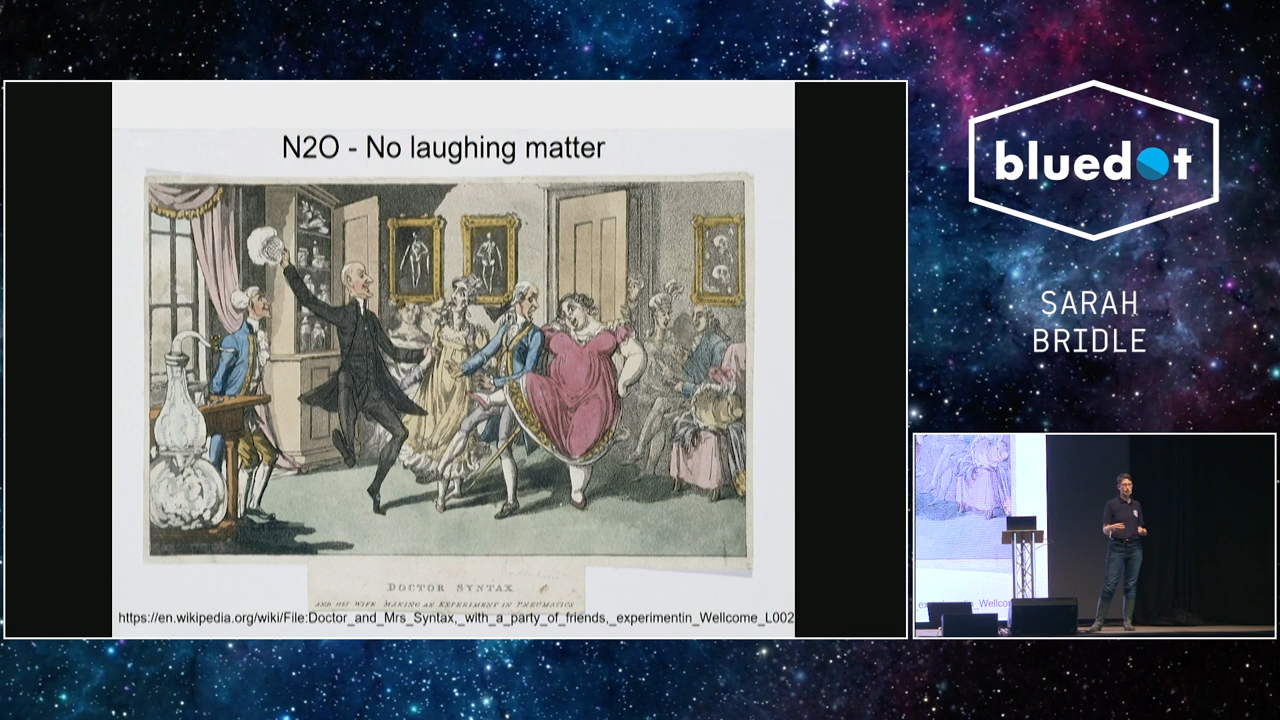 N2O - No laughing matter
DOCTOR SYNTAX
AND HIS WIFE MAKING AN EXPERIMENT IN PNEUMATICS
https://en.wikipedia.org/wiki/File:Doctor_and_Mrs_Syntax,_with_a_party_of_friends,_experimentin_Wellcome_L002
bluedot
SARAH
BRIDLE